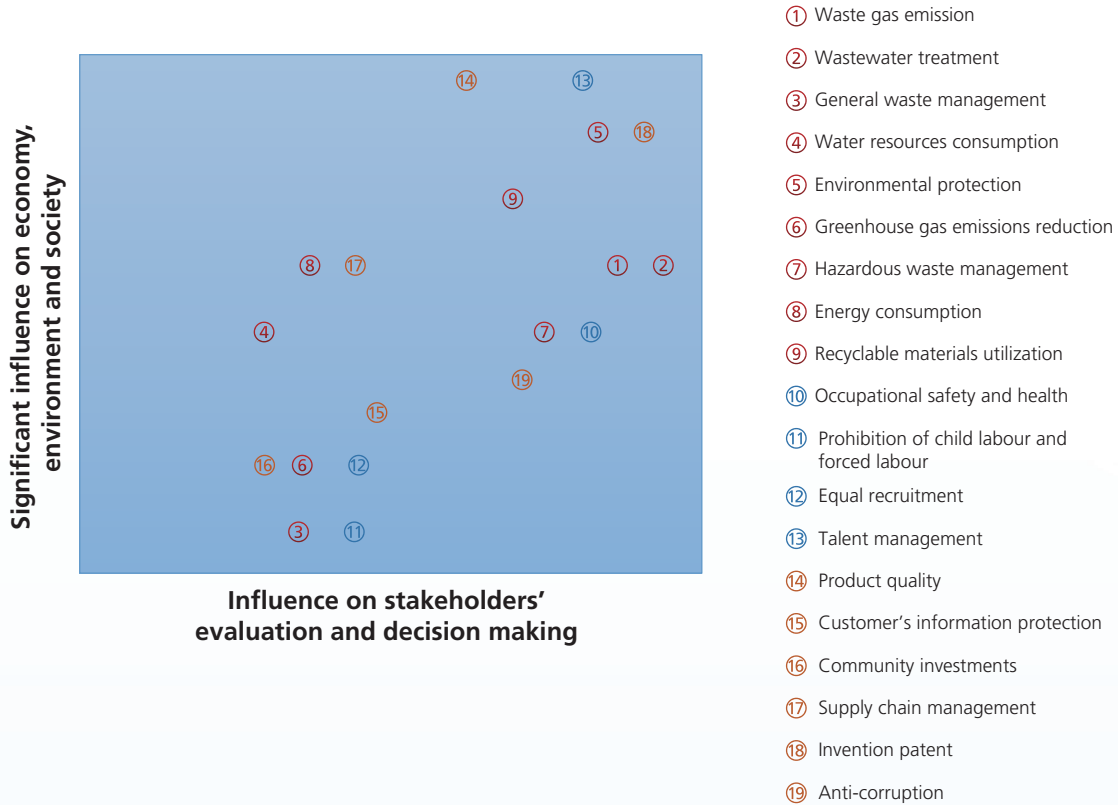 Significant influence on economy,
environment and society
14
13
5
18
9
8
17
1
2
4
7
10
19
15
16
6
12
3
11
Influence on stakeholders’
evaluation and decision making
1 Waste gas emission
2 Wastewater treatment
3 General waste management
4 Water resources consumption
5 Environmental protection
6 Greenhouse gas emissions reduction
7 Hazardous waste management
8 Energy consumption
9 Recyclable materials utilization
10 Occupational safety and health
11 Prohibition of child labour and
forced labour
12 Equal recruitment
13 Talent management
14 Product quality
15 Customer’s information protection
16 Community investments
17 Supply chain management
18 Invention patent
19 Anti-corruption